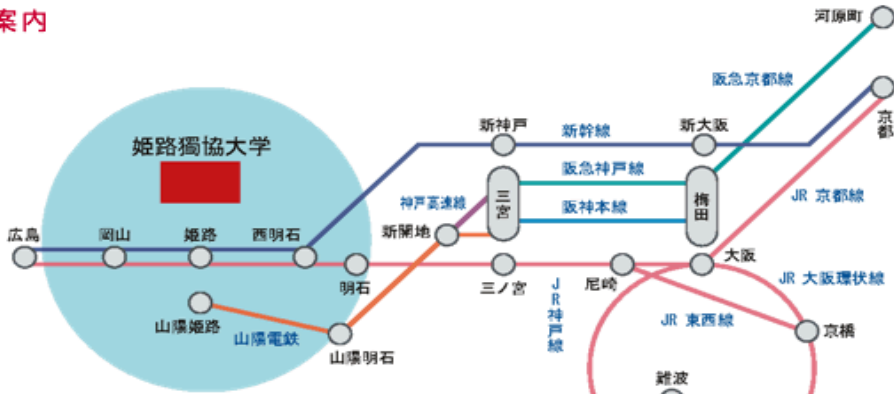 案内
河原町
阪急京都線
京都
新神戸
新幹線
新大阪
姫路獨協大学
阪急神戸線
三宮
梅田
神戸高速線
阪神本線
JR 京都線
広島
岡山
姫路
西明石
新開地
大阪
明石
三ノ宮
尼崎
JR 大阪環状線
JR神戸線
山陽姫路
山陽電鉄
JR 東西線
京橋
山陽明石
難波